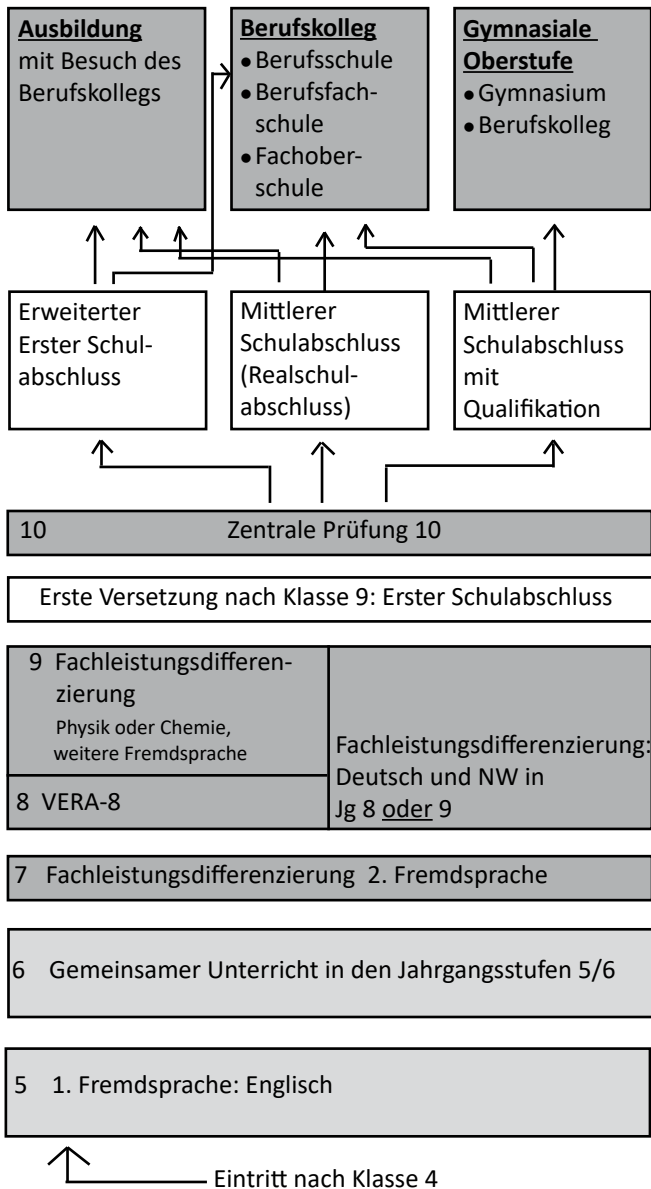 Ausbildung
mit Besuch des
Berufskollegs
Berufskolleg
● Berufsschule
● Berufsfach-
schule
● Fachober-
schule
Gymnasiale
Oberstufe
● Gymnasium
● Berufskolleg
Erweiterter
Erster Schul-
abschluss
Mittlerer
Schulabschluss
(Realschul-
abschluss)
Mittlerer
Schulabschluss
mit
Qualifikation
10 Zentrale Prüfung 10
Erste Versetzung nach Klasse 9: Erster Schulabschluss
9 Fachleistungsdifferen-
zierung
Physik oder Chemie,
weitere Fremdsprache
8 VERA-8
Fachleistungsdifferenzierung:
Deutsch und NW in
Jg 8 oder 9
7 Fachleistungsdifferenzierung 2. Fremdsprache
6 Gemeinsamer Unterricht in den Jahrgangsstufen 5/6
5 1. Fremdsprache: Englisch
Eintritt nach Klasse 4